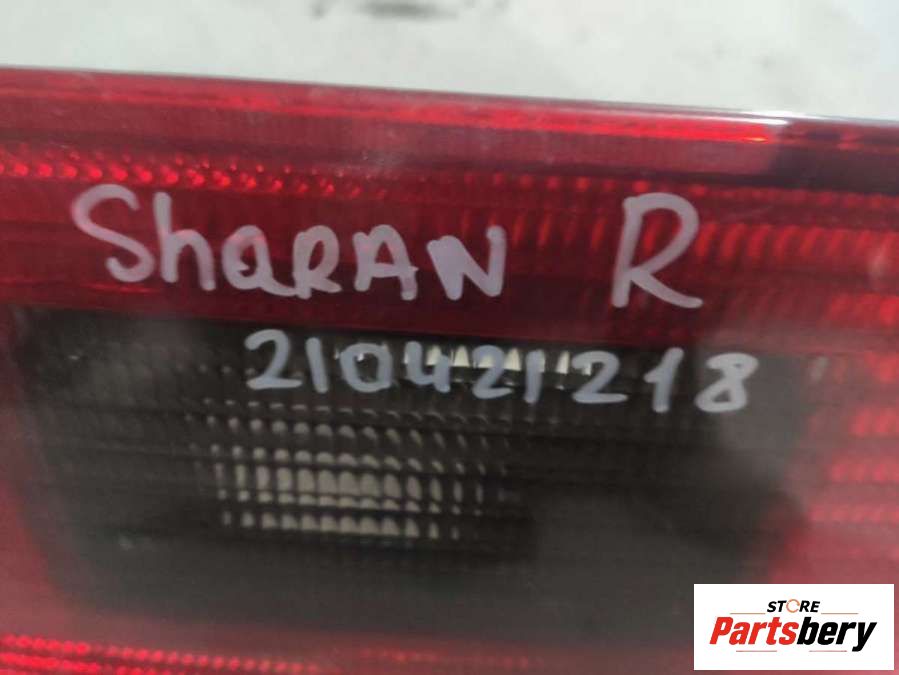 ShaRAN R
210421218
STORE
Partsbery